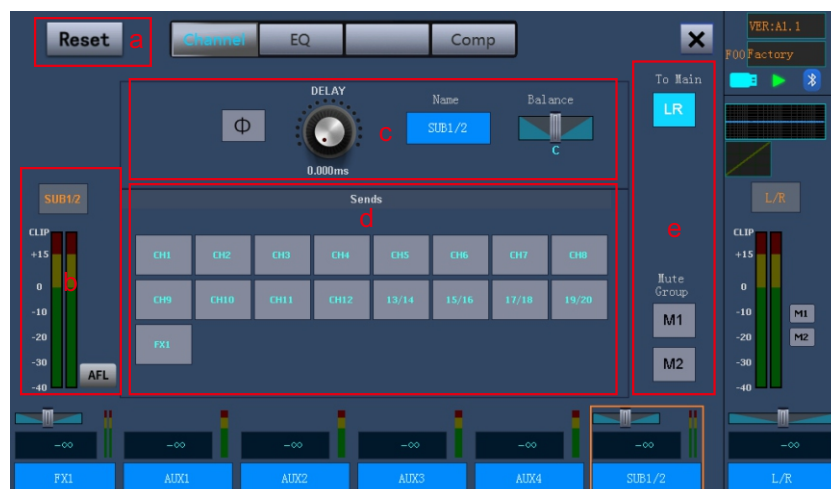 Reset
a
Channel
EQ
Comp
VER:A1.1
F00Factory
To Main
LR
DELAY
Φ
0.000ms
c
Name
SUB1/2
Balance
C
SUB1/2
CLIP
+15
0
-10
-20
-30
-40
b
AFL
Sends
d
CH1 CH2 CH3 CH4 CH5 CH6 CH7 CH8
CH9 CH10 CH11 CH12 13/14 15/16 17/18 19/20
FX1
e
Mute
Group
M1
M2
L/R
CLIP
+15
0
-10
-20
-30
-40
M1
M2
-∞ -∞ -∞ -∞ -∞ -∞ -∞
FX1 AUX1 AUX2 AUX3 AUX4 SUB1/2 L/R